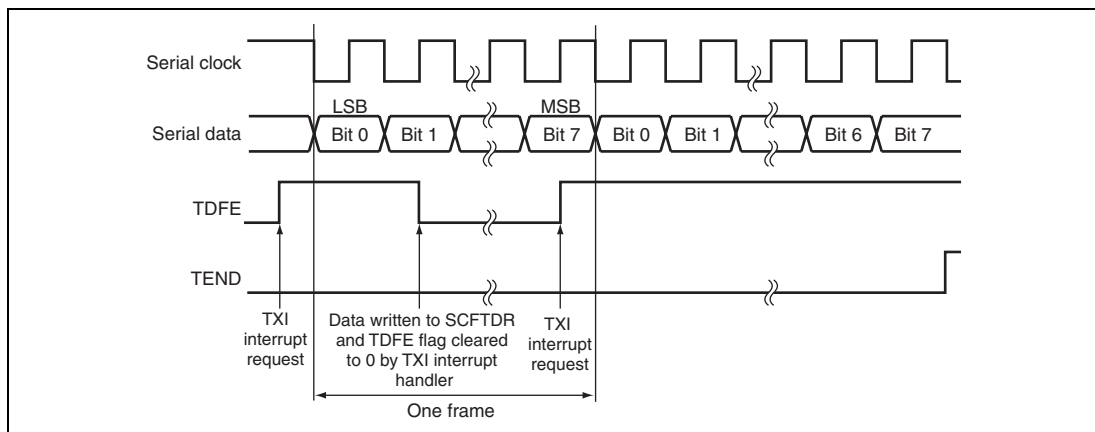 Serial clock
LSB
MSB
Serial data
Bit 0
Bit 1
Bit 7
Bit 0
Bit 1
Bit 6
Bit 7
TDFE
TEND
TXI
interrupt
request
Data written to SCFTDR
and TDFE flag cleared
to 0 by TXI interrupt
handler
TXI
interrupt
request
One frame